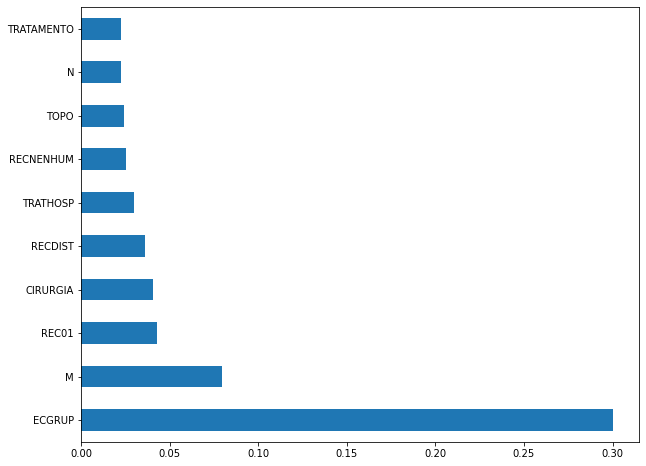 TRATAMENTO
N
TOPO
RECNENHUM
TRATHOSP
RECDIST
CIRURGIA
REC01
M
ECGRUP
0.00 0.05 0.10 0.15 0.20 0.25 0.30